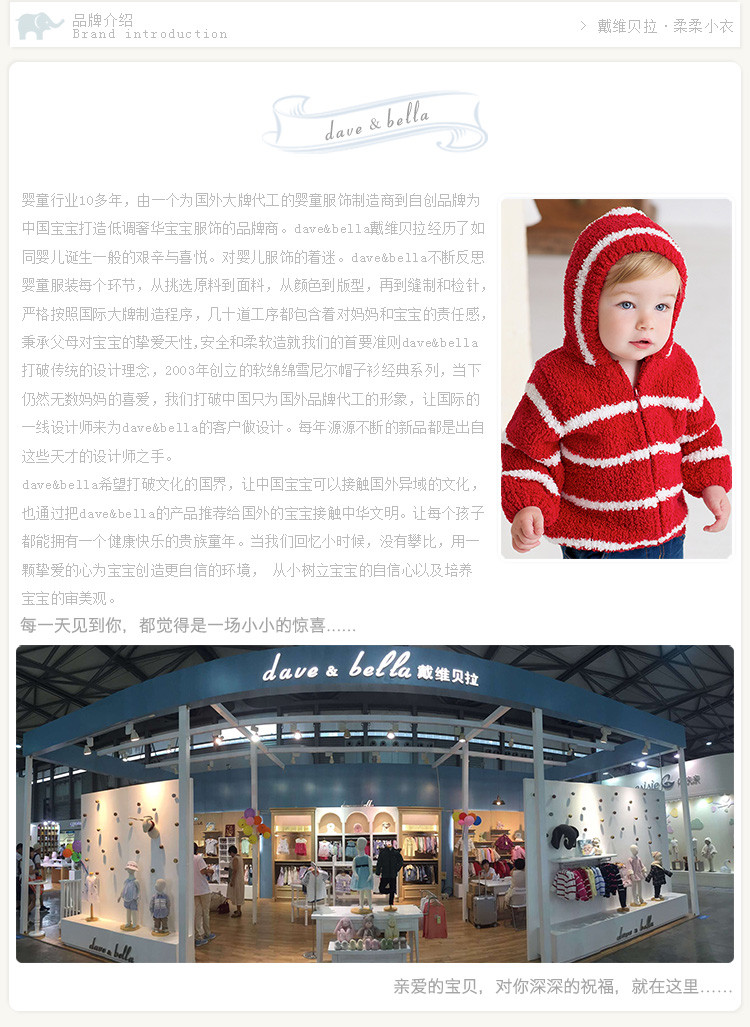 品牌介绍
Brand introduction
> 戴维贝拉·柔柔小衣
dave & bella
婴童行业10多年，由一个为国外大牌代工的婴童服饰制造商到自创品牌为
中国宝宝打造低调奢华宝宝服饰的品牌商。dave&bella戴维贝拉经历了如
同婴儿诞生一般的艰辛与喜悦。对婴儿服饰的着迷。dave&bella不断反思
婴童服装每个环节，从挑选原料到面料，从颜色到版型，再到缝制和检针，
严格按照国际大牌制造程序，几十道工序都包含着对妈妈和宝宝的责任感，
秉承父母对宝宝的挚爱天性,安全和柔软造就我们的首要准则dave&bella
打破传统的设计理念，2003年创立的软绵绵雪尼尔帽子衫经典系列，当下
仍然无数妈妈的喜爱，我们打破中国只为国外品牌代工的形象，让国际的
一线设计师来为dave&bella的客户做设计。每年源源不断的新品都是出自
这些天才的设计师之手。
dave&bella希望打破文化的国界，让中国宝宝可以接触国外异域的文化，
也通过把dave&bella的产品推荐给国外的宝宝接触中华文明。让每个孩子
都能拥有一个健康快乐的贵族童年。当我们回忆小时候，没有攀比，用一
颗挚爱的心为宝宝创造更自信的环境， 从小树立宝宝的自信心以及培养
宝宝的审美观。
每一天见到你，都觉得是一场小小的惊喜……
dave & bella 戴维贝拉
dave & bella
dave & bella
亲爱的宝贝，对你深深的祝福，就在这里……